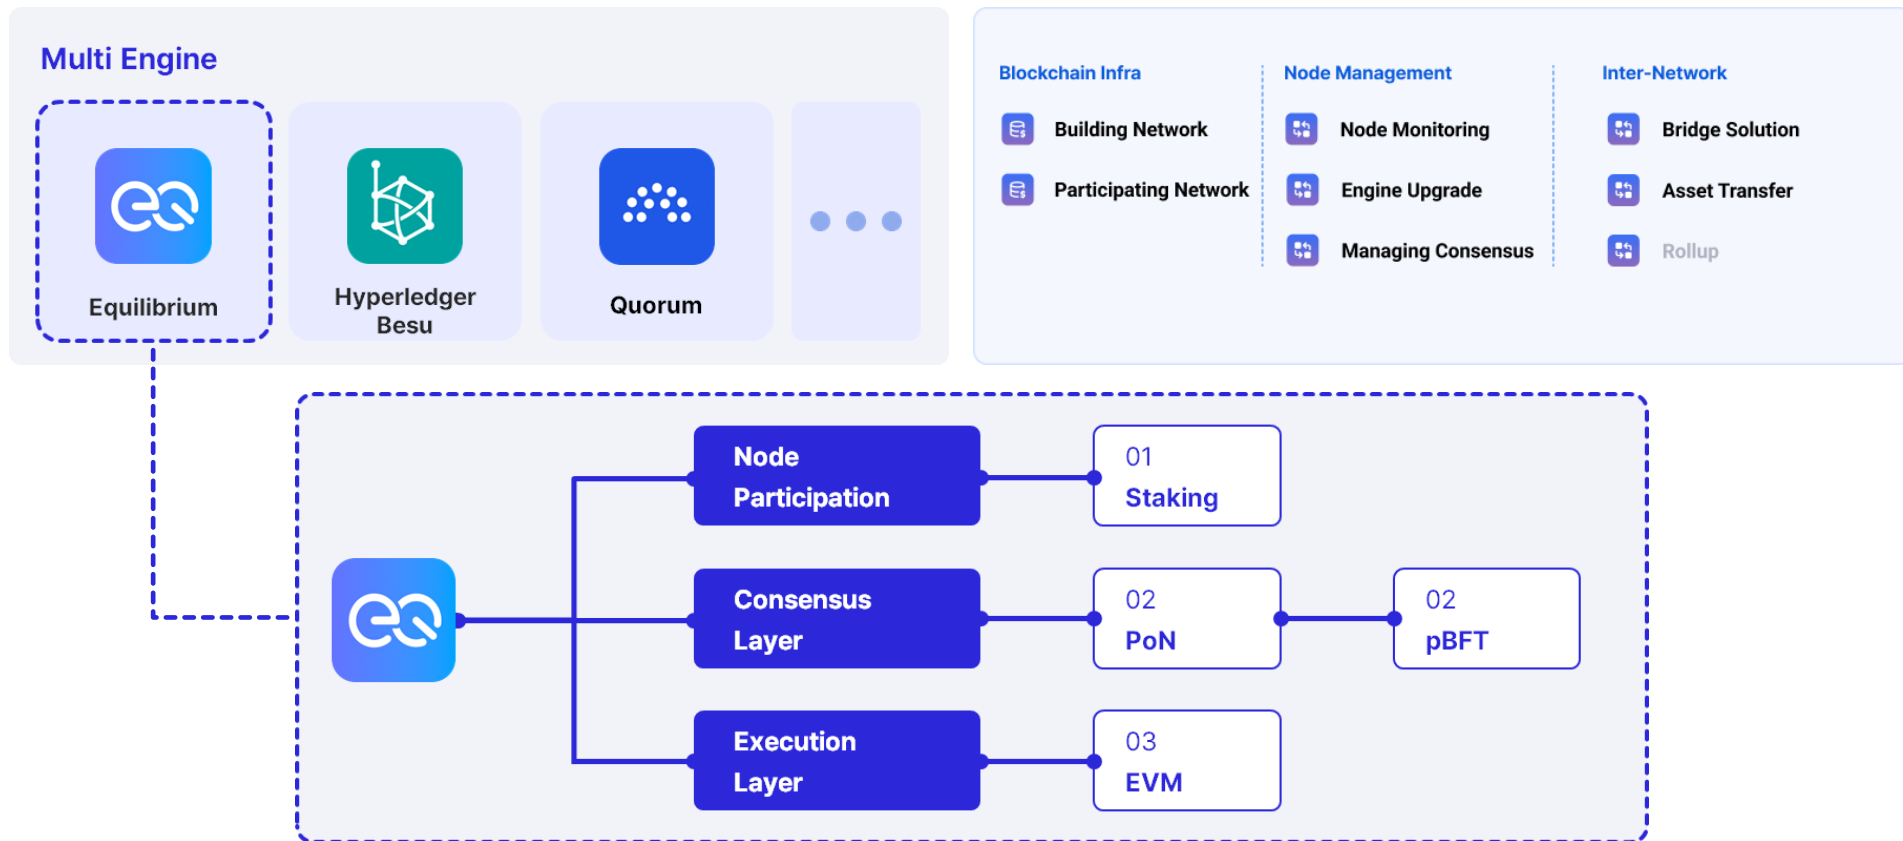 Multi Engine
eQ
Equilibrium
Hyperledger
Besu
Quorum
Blockchain Infra
Building Network
Participating Network
Node Management
Node Monitoring
Engine Upgrade
Managing Consensus
Inter-Network
Bridge Solution
Asset Transfer
Rollup
eQ
Node
Participation
01
Staking
Consensus
Layer
02
PoN
02
pBFT
Execution
Layer
03
EVM